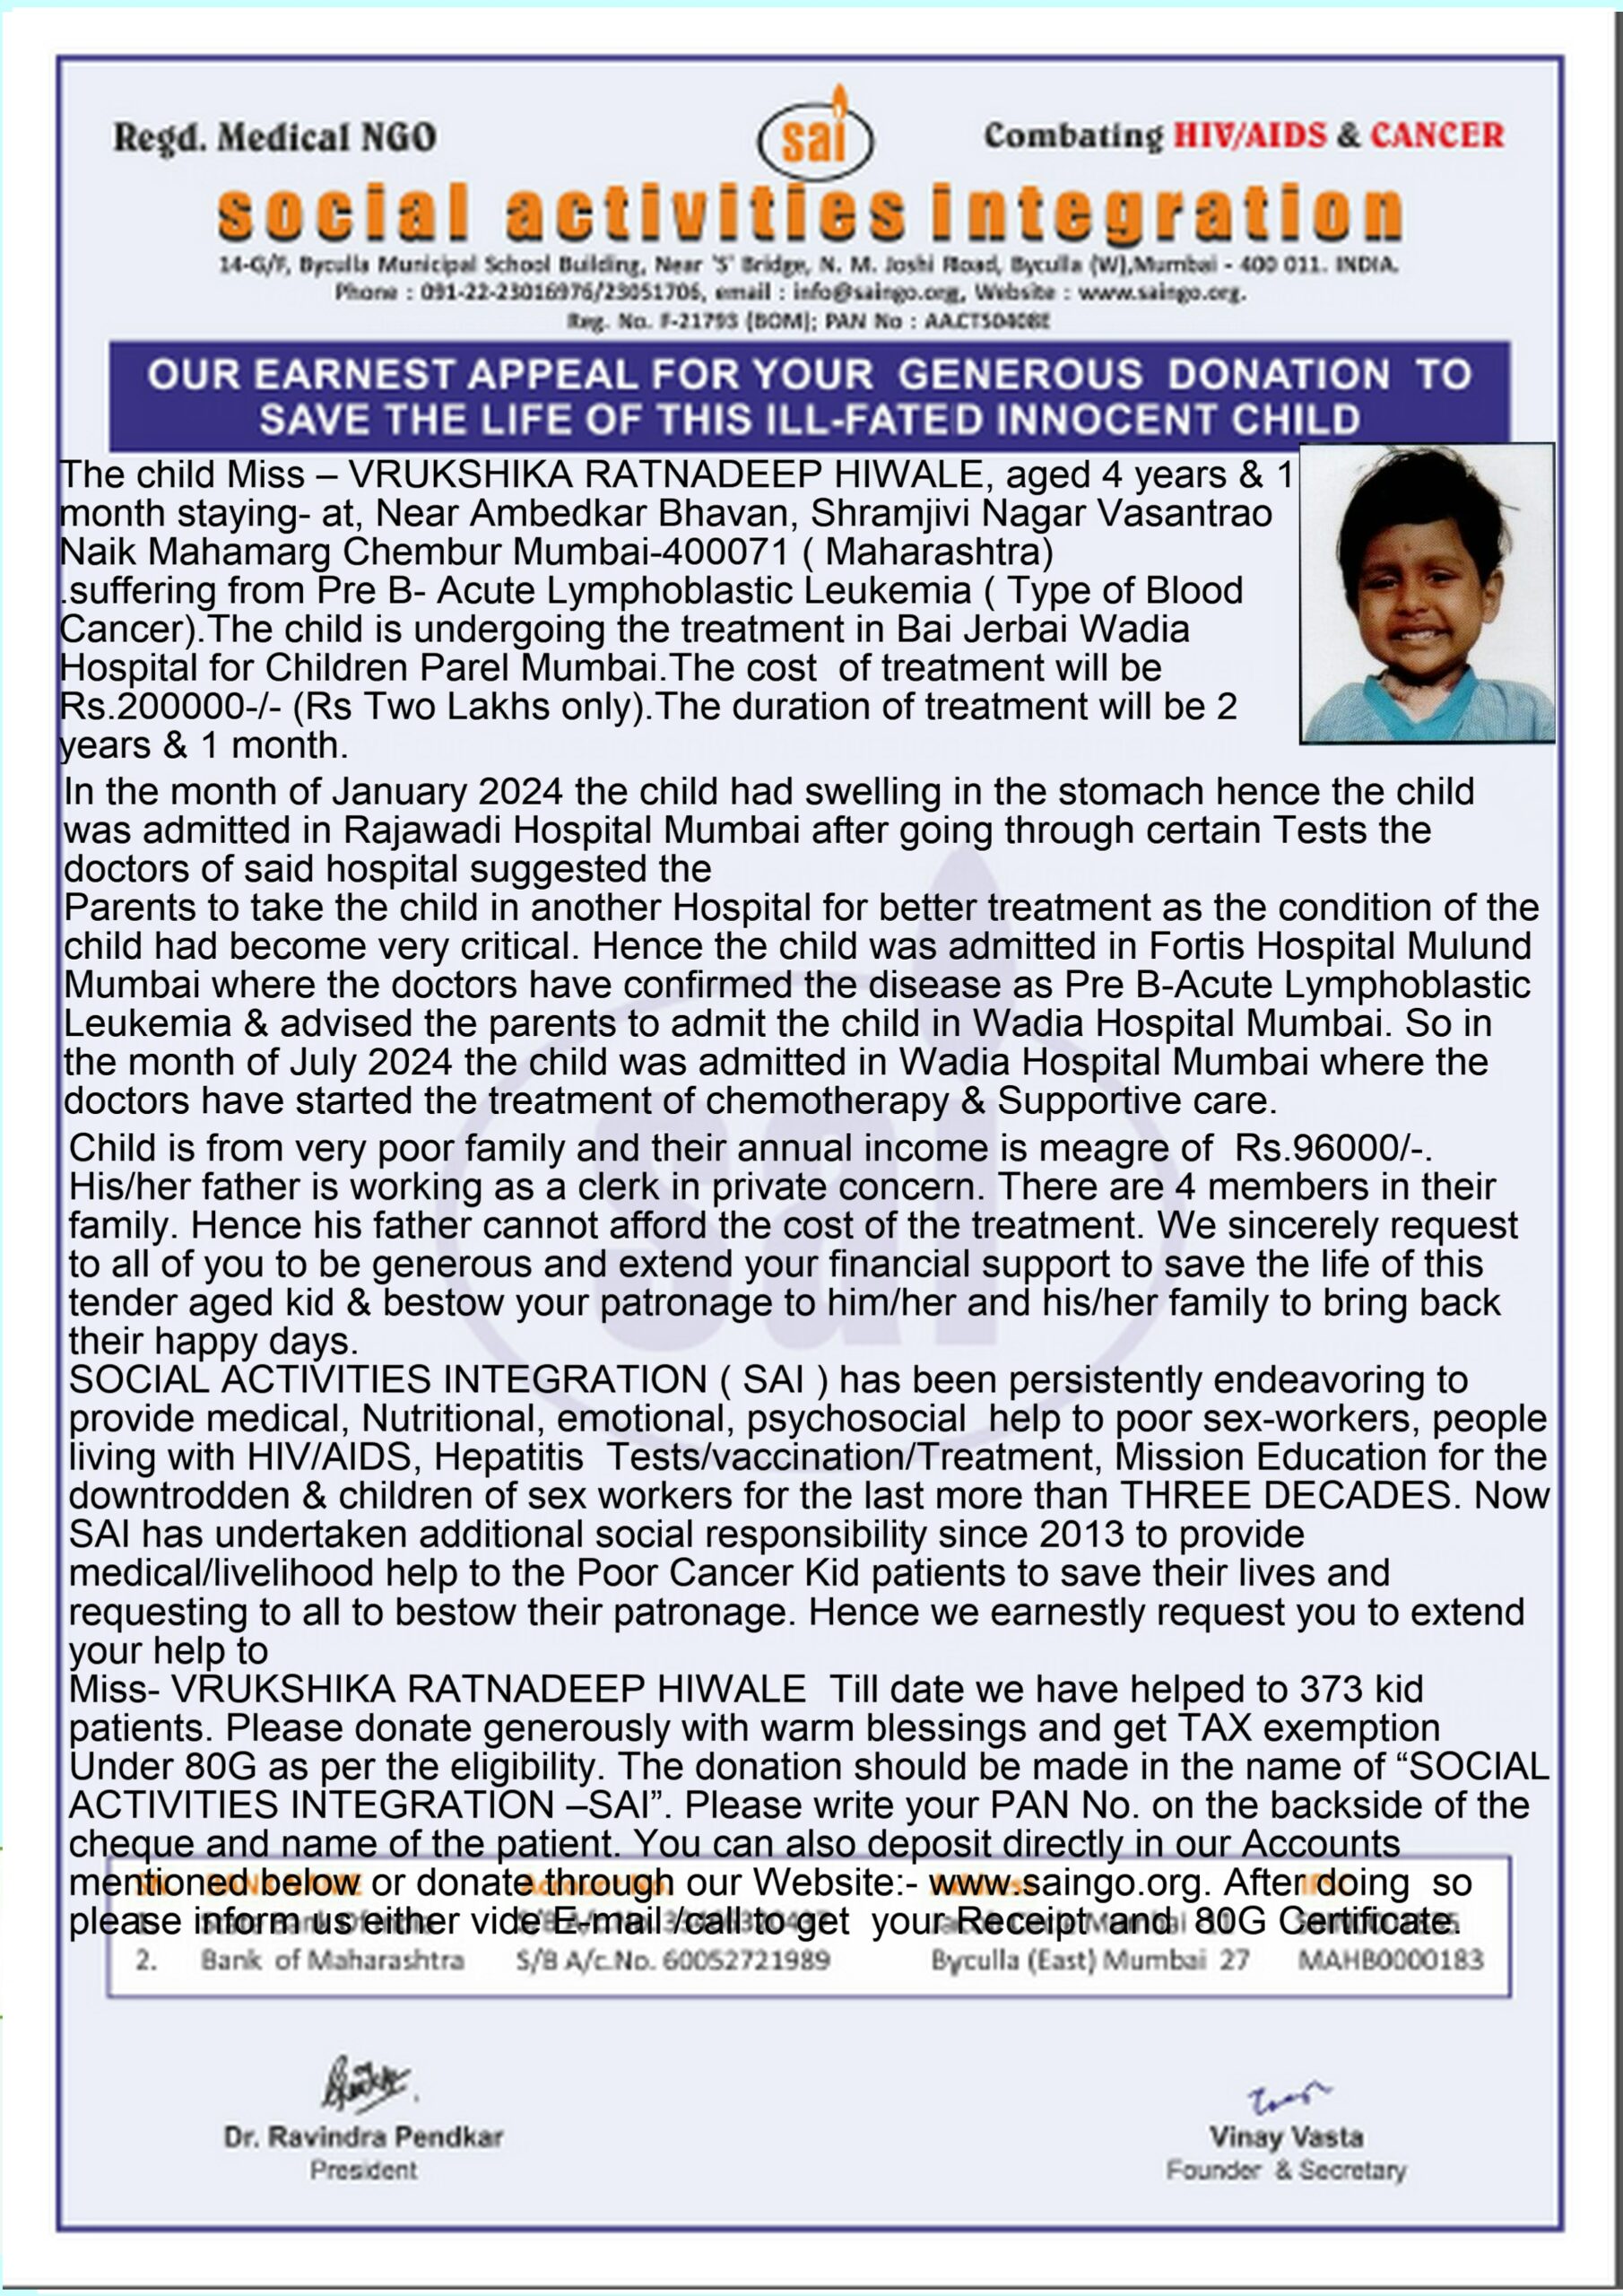 Regd. Medical NGO
sai
Combating HIV/AIDS & CANCER
social activities integration
14-G/F, Byculla Municipal School Building, Near 'S' Bridge, N. M. Joshi Road, Byculla (W),Mumbai - 400 011. INDIA.
Phone : 091-22-23016976/23051706, email : info@saingo.org, Website : www.saingo.org.
Reg. No. F-21793 (BOM); PAN No :
OUR EARNEST APPEAL FOR YOUR GENEROUS DONATION TO
SAVE THE LIFE OF THIS ILL-FATED INNOCENT CHILD
The child Miss – VRUKSHIKA RATNADEEP HIWALE, aged 4 years & 1
month staying- at, Near Ambedkar Bhavan, Shramjivi Nagar Vasantrao
Naik Mahamarg Chembur Mumbai-400071 ( Maharashtra)
.suffering from Pre B- Acute Lymphoblastic Leukemia ( Type of Blood
Cancer).The child is undergoing the treatment in Bai Jerbai Wadia
Hospital for Children Parel Mumbai.The cost of treatment will be
Rs.200000-/- (Rs Two Lakhs only).The duration of treatment will be 2
years & 1 month.
In the month of January 2024 the child had swelling in the stomach hence the child
was admitted in Rajawadi Hospital Mumbai after going through certain Tests the
doctors of said hospital suggested the
Parents to take the child in another Hospital for better treatment as the condition of the
child had become very critical. Hence the child was admitted in Fortis Hospital Mulund
Mumbai where the doctors have confirmed the disease as Pre B-Acute Lymphoblastic
Leukemia & advised the parents to admit the child in Wadia Hospital Mumbai. So in
the month of July 2024 the child was admitted in Wadia Hospital Mumbai where the
doctors have started the treatment of chemotherapy & Supportive care.
Child is from very poor family and their annual income is meagre of Rs.96000/-.
His/her father is working as a clerk in private concern. There are 4 members in their
family. Hence his father cannot afford the cost of the treatment. We sincerely request
to all of you to be generous and extend your financial support to save the life of this
tender aged kid & bestow your patronage to him/her and his/her family to bring back
their happy days.
SOCIAL ACTIVITIES INTEGRATION ( SAI ) has been persistently endeavoring to
provide medical, Nutritional, emotional, psychosocial help to poor sex-workers, people
living with HIV/AIDS, Hepatitis Tests/vaccination/Treatment, Mission Education for the
downtrodden & children of sex workers for the last more than THREE DECADES. Now
SAI has undertaken additional social responsibility since 2013 to provide
medical/livelihood help to the Poor Cancer Kid patients to save their lives and
requesting to all to bestow their patronage. Hence we earnestly request you to extend
your help to
Miss- VRUKSHIKA RATNADEEP HIWALE Till date we have helped to 373 kid
patients. Please donate generously with warm blessings and get TAX exemption
Under 80G as per the eligibility. The donation should be made in the name of “SOCIAL
ACTIVITIES INTEGRATION –SAI”. Please write your PAN No. on the backside of the
cheque and name of the patient. You can also deposit directly in our Accounts
mentioned below or donate through our Website:- www.saingo.org. After doing so
please inform us either vide E-mail /call to get your Receipt and 80G Certificate.
2. Bank of Maharashtra S/B A/c.No. 60052721989 Byculla (East) Mumbai 27 MAHB0000183
Dr. Ravindra Pendkar
President
Vinay Vasta
Founder & Secretary